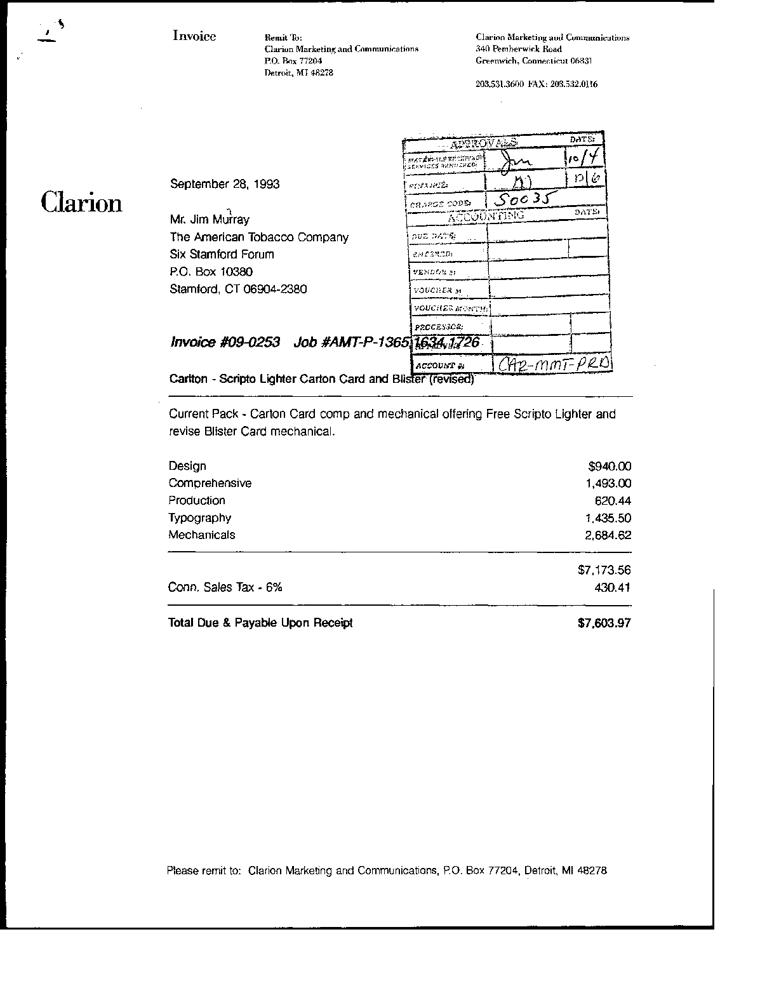 Invoice
Remit To:
Clarion Marketing and Communications
P.O. Box 77204
Detroit, MI 48278
Clarion Marketing and Communications
340 Pemberwick Road
Greenwich, Connecticut 06831
203.531.3600 FAX: 203.532.0116
Clarion
September 28, 1993
Mr. Jim Murray
The American Tobacco Company
Six Stamford Forum
P.O. Box 10380
Stamford, CT 06904-2380
APPROVALS DATE:
SERVICES RENDERED: 10/4
10/6
CHARGE CODE: S0035
ACCOUNTING DATE:
DUE DATE:
ENTERED:
VENDOR #:
VOUCHER #:
VOUCHER MONTH:
PROCESSOR:
ACCOUNT #: CAR-MMT-PRD
Invoice #09-0253 Job #AMT-P-1365,1634,1726
Carlton - Scripto Lighter Carton Card and Blister (revised)
Current Pack - Carton Card comp and mechanical offering Free Scripto Lighter and
revise Blister Card mechanical.
Design $940.00
Comprehensive 1,493.00
Production 620.44
Typography 1,435.50
Mechanicals 2,684.62
$7,173.56
Conn. Sales Tax - 6% 430.41
Total Due & Payable Upon Receipt $7,603.97
Please remit to: Clarion Marketing and Communications, P.O. Box 77204, Detroit, MI 48278